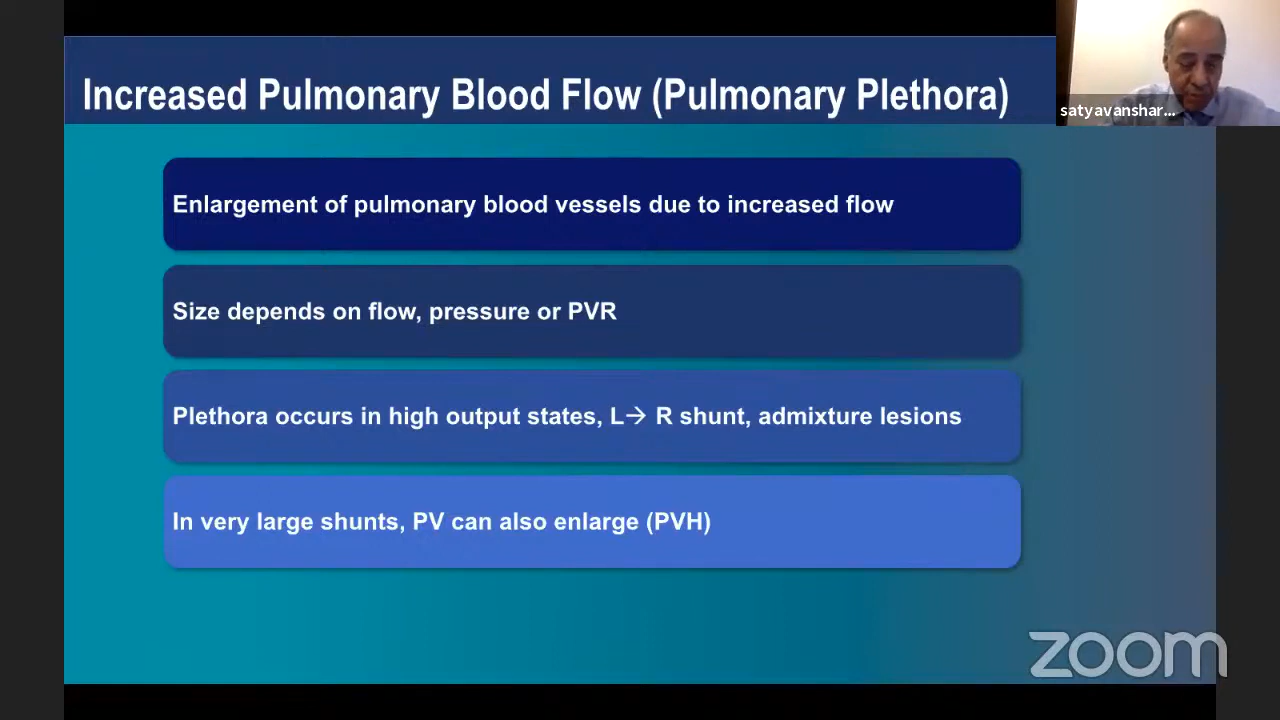 Increased Pulmonary Blood Flow (Pulmonary Plethora)
satyavanshar...
Enlargement of pulmonary blood vessels due to increased flow
Size depends on flow, pressure or PVR
Plethora occurs in high output states, L→ R shunt, admixture lesions
In very large shunts, PV can also enlarge (PVH)
zoom